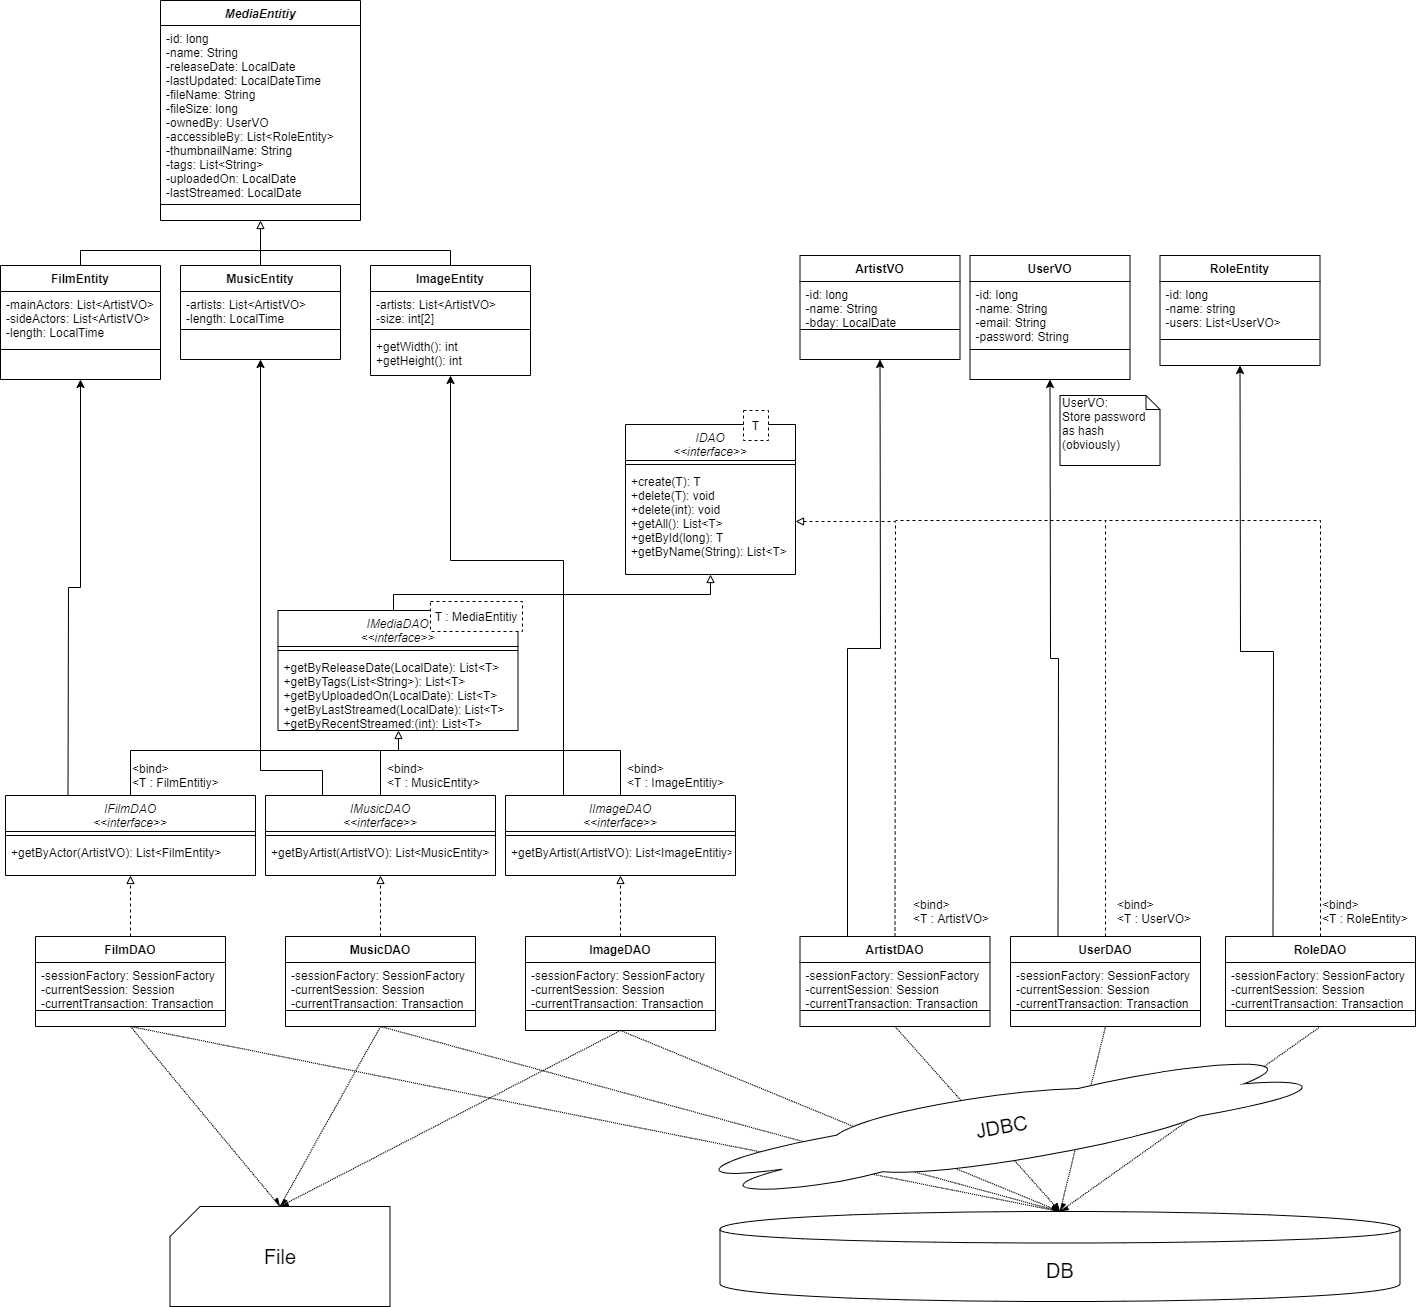 MediaEntitiy
-id: long
-name: String
-releaseDate: LocalDate
-lastUpdated: LocalDateTime
-fileName: String
-fileSize: long
-ownedBy: UserVO
-accessibleBy: List<RoleEntity>
-thumbnailName: String
-tags: List<String>
-uploadedOn: LocalDate
-lastStreamed: LocalDate
FilmEntity
-mainActors: List<ArtistVO>
-sideActors: List<ArtistVO>
-length: LocalTime
MusicEntity
-artists: List<ArtistVO>
-length: LocalTime
ImageEntity
-artists: List<ArtistVO>
-size: int[2]
+getWidth(): int
+getHeight(): int
ArtistVO
-id: long
-name: String
-bday: LocalDate
UserVO
-id: long
-name: String
-email: String
-password: String
RoleEntity
-id: long
-name: string
-users: List<UserVO>
UserVO:
Store password
as hash
(obviously)
T
IDAO
<<interface>>
+create(T): T
+delete(T): void
+delete(int): void
+getAll(): List<T>
+getById(long): T
+getByName(String): List<T>
T : MediaEntitiy
IMediaDAO
<<interface>>
+getByReleaseDate(LocalDate): List<T>
+getByTags(List<String>): List<T>
+getByUploadedOn(LocalDate): List<T>
+getByLastStreamed(LocalDate): List<T>
+getByRecentStreamed:(int): List<T>
<bind>
<T : FilmEntitiy>
<bind>
<T : MusicEntity>
<bind>
<T : ImageEntitiy>
IFilmDAO
<<interface>>
+getByActor(ArtistVO): List<FilmEntity>
IMusicDAO
<<interface>>
+getByArtist(ArtistVO): List<MusicEntity>
IImageDAO
<<interface>>
+getByArtist(ArtistVO): List<ImageEntitiy>
<bind>
<T : ArtistVO>
<bind>
<T : UserVO>
<bind>
<T : RoleEntity>
FilmDAO
-sessionFactory: SessionFactory
-currentSession: Session
-currentTransaction: Transaction
MusicDAO
-sessionFactory: SessionFactory
-currentSession: Session
-currentTransaction: Transaction
ImageDAO
-sessionFactory: SessionFactory
-currentSession: Session
-currentTransaction: Transaction
ArtistDAO
-sessionFactory: SessionFactory
-currentSession: Session
-currentTransaction: Transaction
UserDAO
-sessionFactory: SessionFactory
-currentSession: Session
-currentTransaction: Transaction
RoleDAO
-sessionFactory: SessionFactory
-currentSession: Session
-currentTransaction: Transaction
JDBC
File
DB